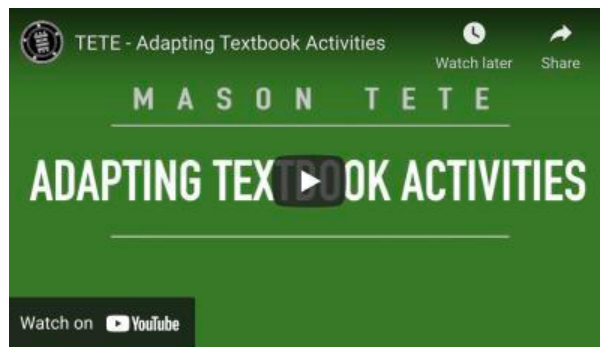 TETE - Adapting Textbook Activities
Watch later
Share
MASON TETE
ADAPTING TEXTBOOK ACTIVITIES
Watch on YouTube